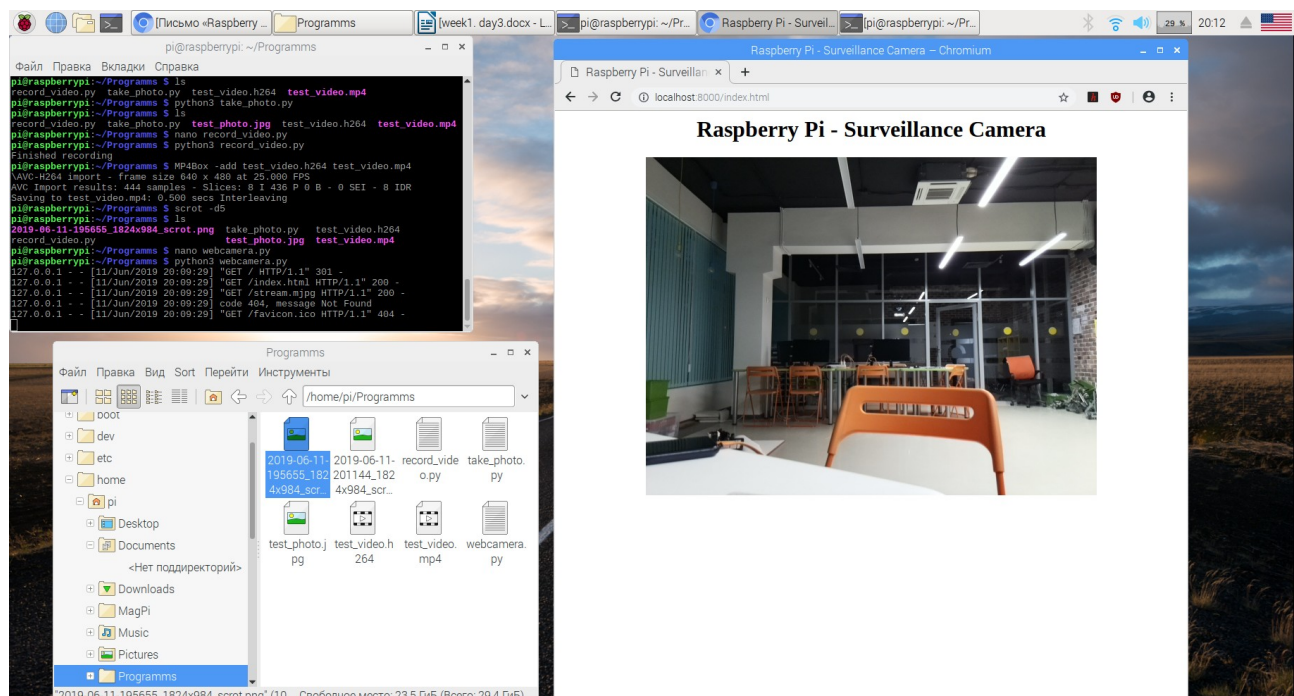 [Письмо «Raspberry ...
Programms
[week1. day3.docx - L...
pi@raspberrypi: ~/Pr...
Raspberry Pi - Surveil...
[pi@raspberrypi: ~/Pr...
29 %
20:12
pi@raspberrypi: ~/Programms
Файл Правка Вкладки Справка
pi@raspberrypi:~/Programms $ ls
record_video.py take_photo.py test_video.h264 test_video.mp4
pi@raspberrypi:~/Programms $ python3 take_photo.py
pi@raspberrypi:~/Programms $ ls
record_video.py take_photo.py test_photo.jpg test_video.h264 test_video.mp4
pi@raspberrypi:~/Programms $ nano record_video.py
pi@raspberrypi:~/Programms $ python3 record_video.py
Finished recording
pi@raspberrypi:~/Programms $ MP4Box -add test_video.h264 test_video.mp4
\AVC-H264 import - frame size 640 x 480 at 25.000 FPS
AVC Import results: 444 samples - Slices: 8 I 436 P 0 B - 0 SEI - 8 IDR
Saving to test_video.mp4: 0.500 secs Interleaving
pi@raspberrypi:~/Programms $ scrot -d5
pi@raspberrypi:~/Programms $ ls
2019-06-11-195655_1824x984_scrot.png take_photo.py test_video.h264
record_video.py test_photo.jpg test_video.mp4
pi@raspberrypi:~/Programms $ nano webcamera.py
pi@raspberrypi:~/Programms $ python3 webcamera.py
127.0.0.1 - - [11/Jun/2019 20:09:29] "GET / HTTP/1.1" 301 -
127.0.0.1 - - [11/Jun/2019 20:09:29] "GET /index.html HTTP/1.1" 200 -
127.0.0.1 - - [11/Jun/2019 20:09:29] "GET /stream.mjpg HTTP/1.1" 200 -
127.0.0.1 - - [11/Jun/2019 20:09:29] code 404, message Not Found
127.0.0.1 - - [11/Jun/2019 20:09:29] "GET /favicon.ico HTTP/1.1" 404 -
Programms
Файл Правка Вид Sort Перейти Инструменты
/home/pi/Programms
boot
dev
etc
home
pi
Desktop
Documents
<Нет поддиректорий>
Downloads
MagPi
Music
Pictures
Programms
2019-06-11-
195655_182
4x984_scr...
2019-06-11-
201144_182
4x984_scr...
record_vide
o.py
take_photo.
py
test_photo.j
pg
test_video.h
264
test_video.
mp4
webcamera.
py
"2019-06-11-195655_1824x984_scrot.png" (10... Свободное место: 23,5 ГиБ (Всего: 29,4 ГиБ)
Raspberry Pi - Surveillance Camera – Chromium
Raspberry Pi - Surveillan
localhost:8000/index.html
Raspberry Pi - Surveillance Camera